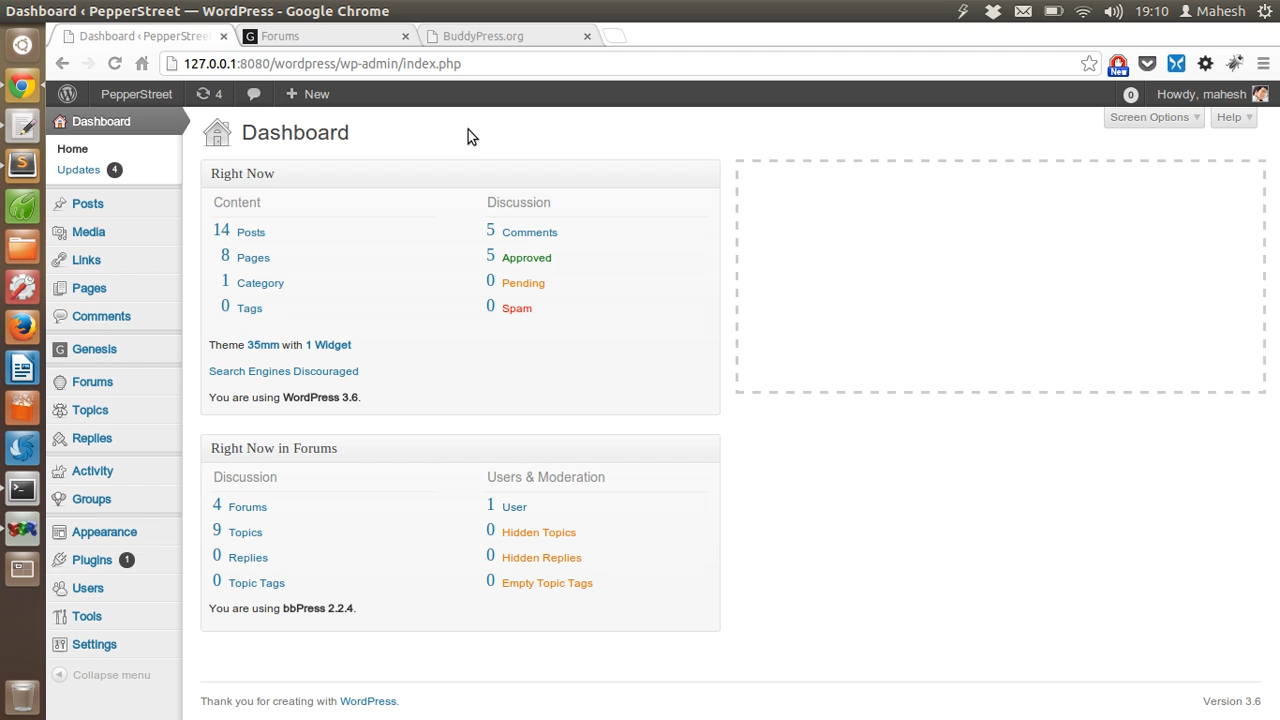 Dashboard ‹ PepperStreet — WordPress - Google Chrome
19:10 Mahesh
Dashboard ‹ PepperStree
G Forums
BuddyPress.org
127.0.0.1:8080/wordpress/wp-admin/index.php
New
PepperStreet
4
New
0
Howdy, mahesh
Screen Options
Help
Dashboard
Home
Updates 4
Posts
Media
Links
Pages
Comments
G Genesis
Forums
Topics
Replies
Activity
Groups
Appearance
Plugins 1
Users
Tools
Settings
Collapse menu
Dashboard
Right Now
Content
14 Posts
8 Pages
1 Category
0 Tags
Discussion
5 Comments
5 Approved
0 Pending
0 Spam
Theme 35mm with 1 Widget
Search Engines Discouraged
You are using WordPress 3.6.
Right Now in Forums
Discussion
4 Forums
9 Topics
0 Replies
0 Topic Tags
Users & Moderation
1 User
0 Hidden Topics
0 Hidden Replies
0 Empty Topic Tags
You are using bbPress 2.2.4.
Thank you for creating with WordPress.
Version 3.6